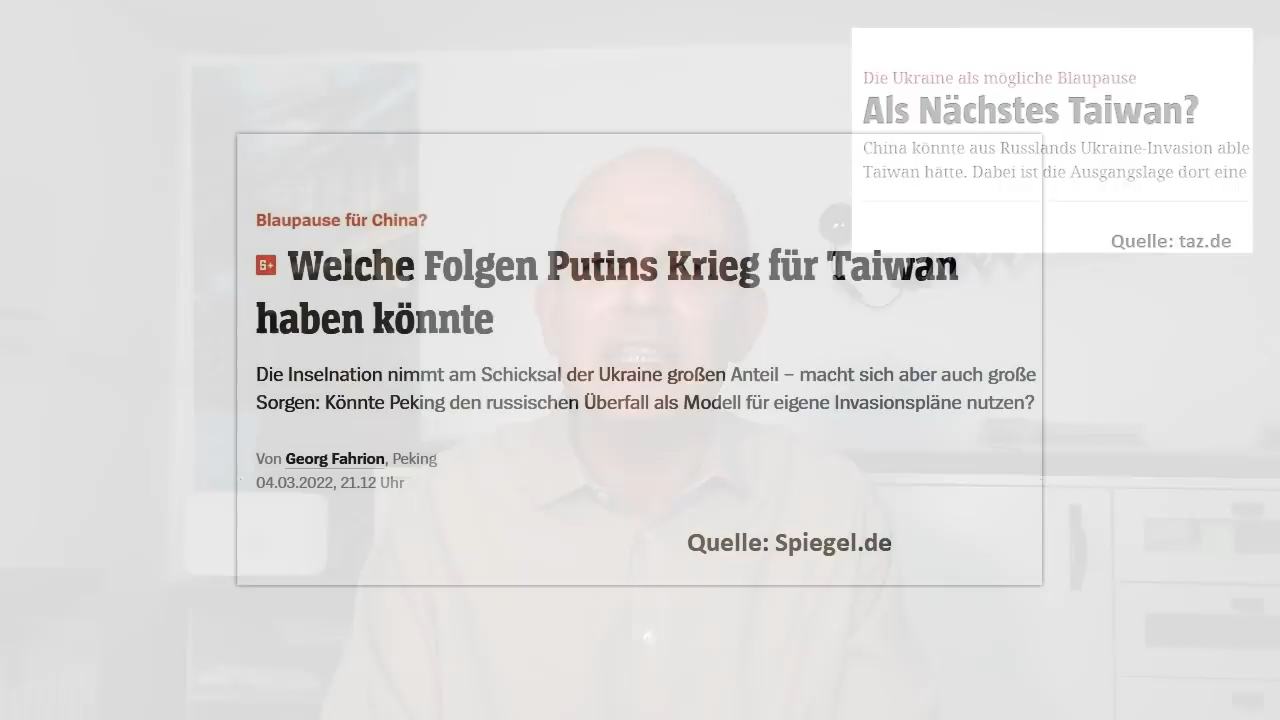 Die Ukraine als mögliche Blaupause
Als Nächstes Taiwan?
China könnte aus Russlands Ukraine-Invasion able
Taiwan hätte. Dabei ist die Ausgangslage dort eine
Quelle: taz.de
Blaupause für China?
S+ Welche Folgen Putins Krieg für Taiwan
haben könnte
Die Inselnation nimmt am Schicksal der Ukraine großen Anteil – macht sich aber auch große
Sorgen: Könnte Peking den russischen Überfall als Modell für eigene Invasionspläne nutzen?
Von Georg Fahrion, Peking
04.03.2022, 21.12 Uhr
Quelle: Spiegel.de